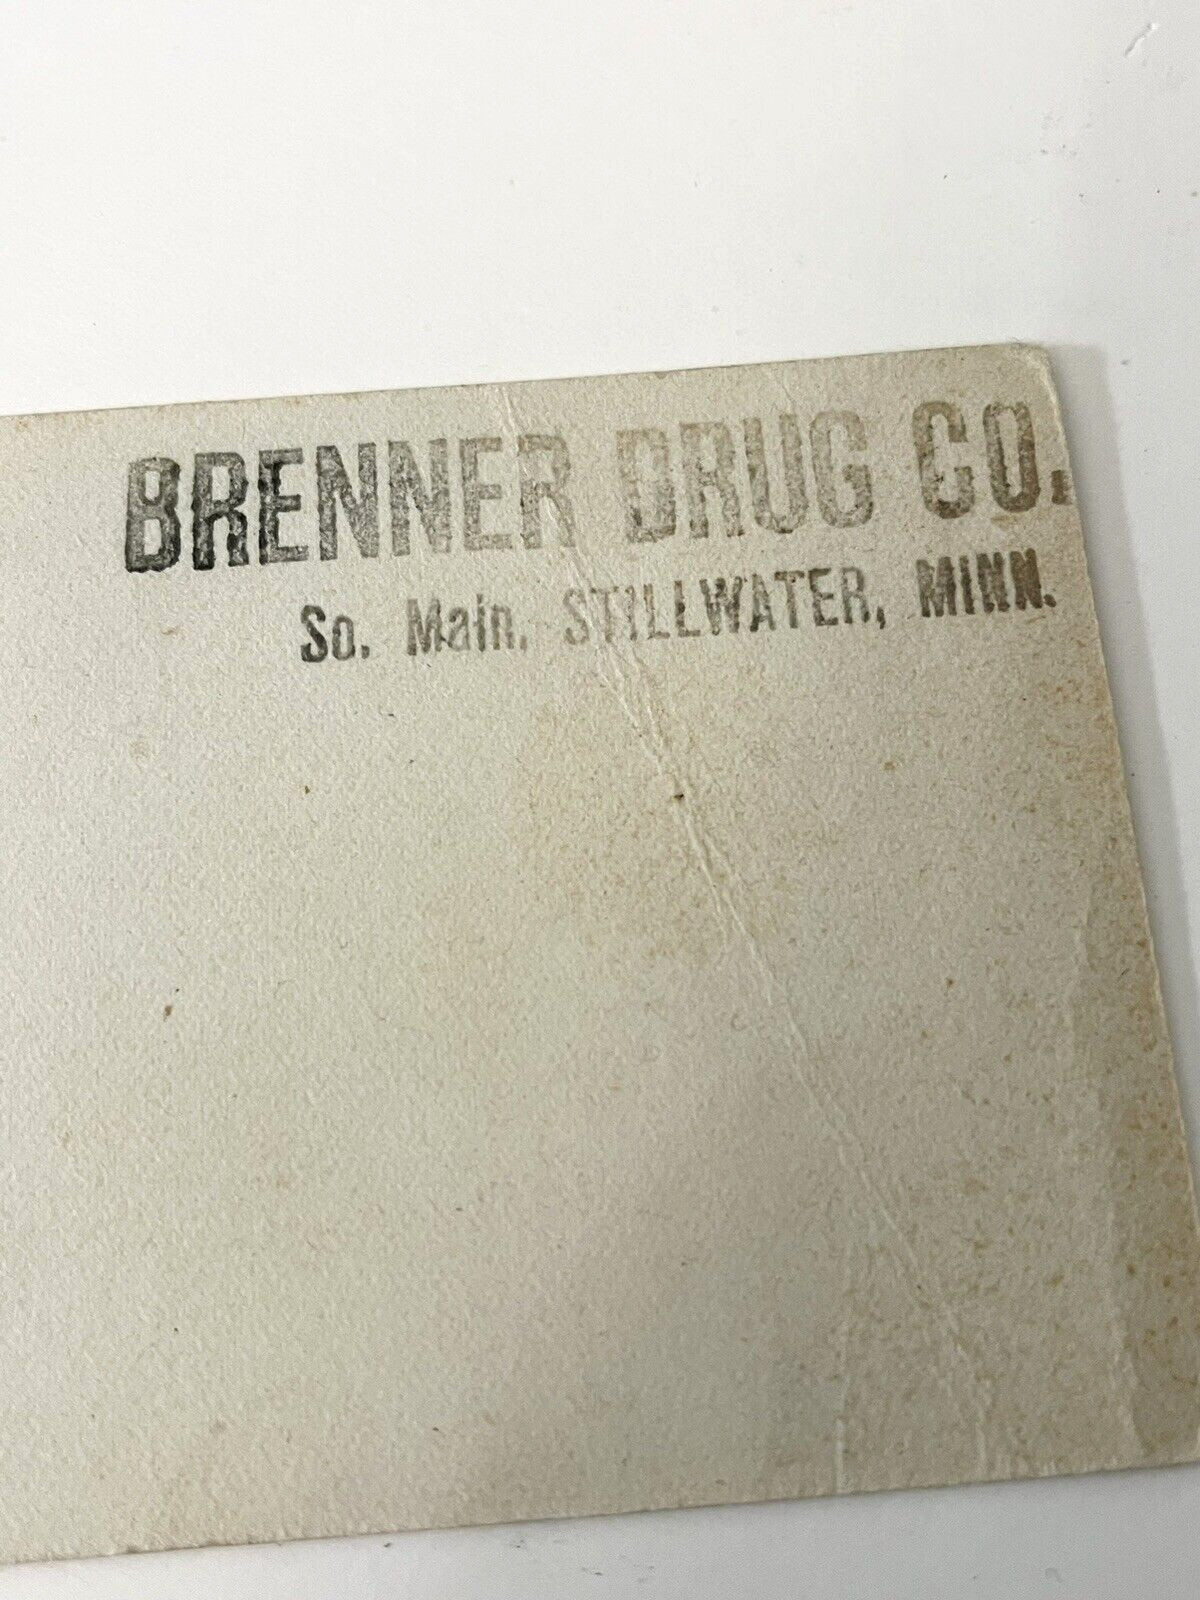 BRENNER DRUG CO.
So. Main, STILLWATER, MINN.